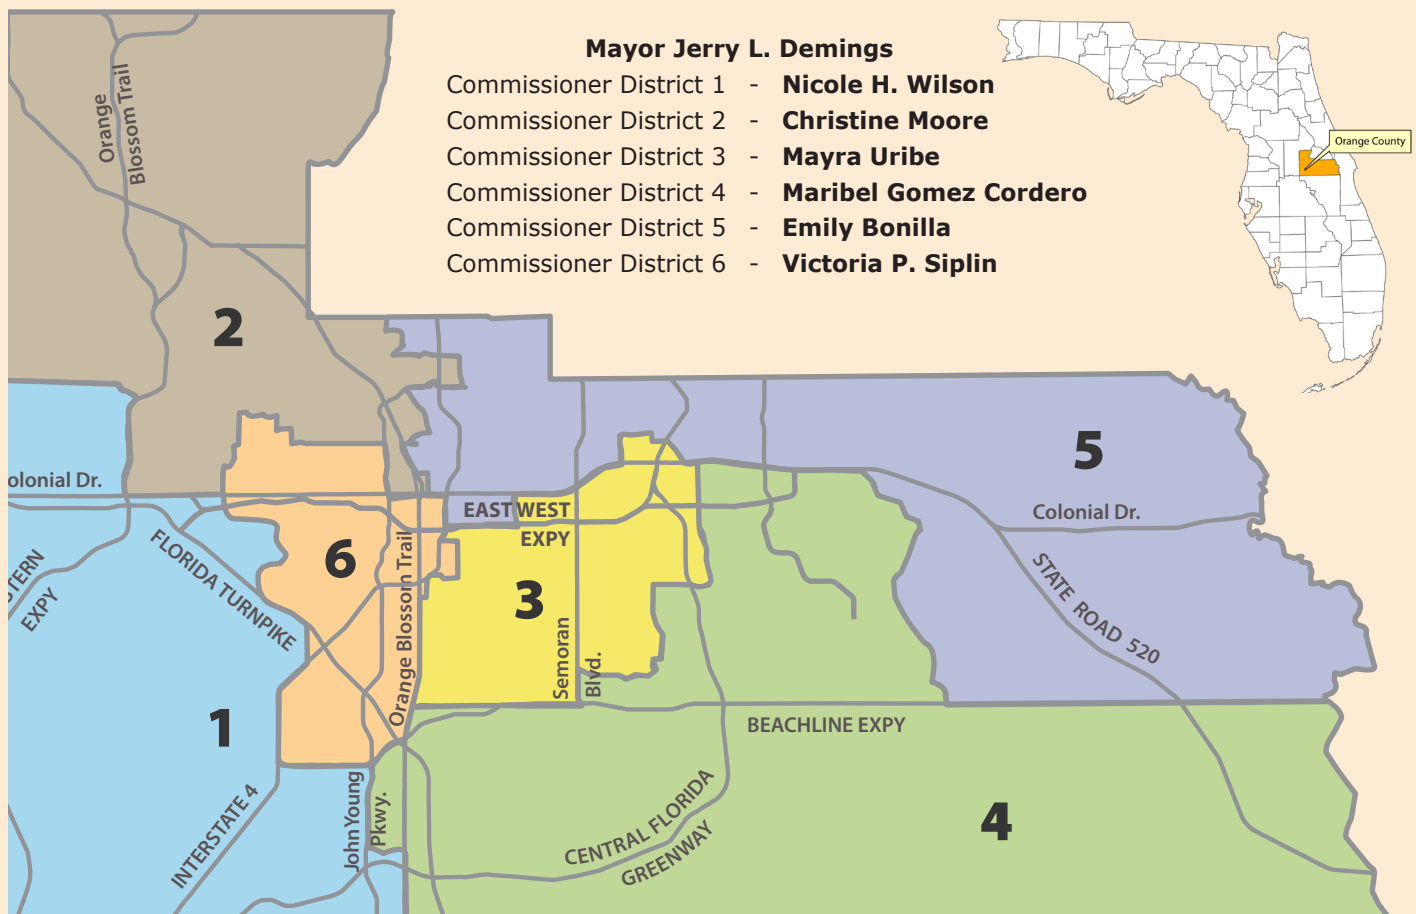 Mayor Jerry L. Demings
Commissioner District 1 - Nicole H. Wilson
Commissioner District 2 - Christine Moore
Commissioner District 3 - Mayra Uribe
Commissioner District 4 - Maribel Gomez Cordero
Commissioner District 5 - Emily Bonilla
Commissioner District 6 - Victoria P. Siplin
Orange County
Orange
Blossom Trail
2
5
olonial Dr.
EAST WEST
EXPY
Colonial Dr.
STERN
EXPY
FLORIDA TURNPIKE
6
Orange Blossom Trail
3
Semoran
Blvd.
STATE ROAD 520
1
BEACHLINE EXPY
INTERSTATE 4
John Young
Pkwy.
CENTRAL FLORIDA
GREENWAY
4